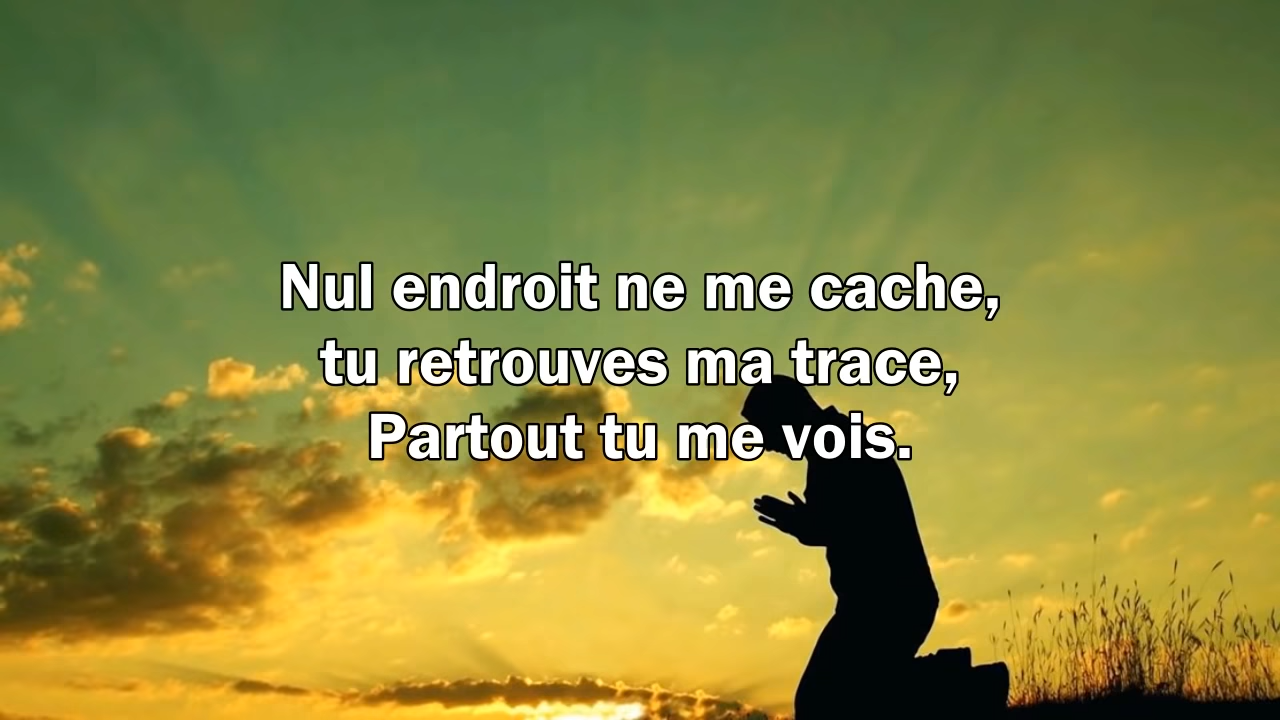 Nul endroit ne me cache,
tu retrouves ma trace,
Partout tu me vois.